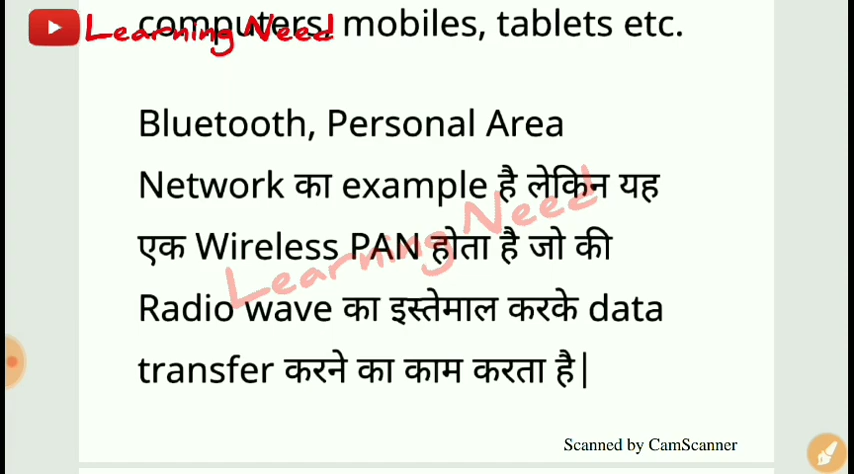 computers, mobiles, tablets etc.
Learning Need
Bluetooth, Personal Area
Network का example है लेकिन यह
एक Wireless PAN होता है जो की
Radio wave का इस्तेमाल करके data
transfer करने का काम करता है|
Learning Need
Scanned by CamScanner